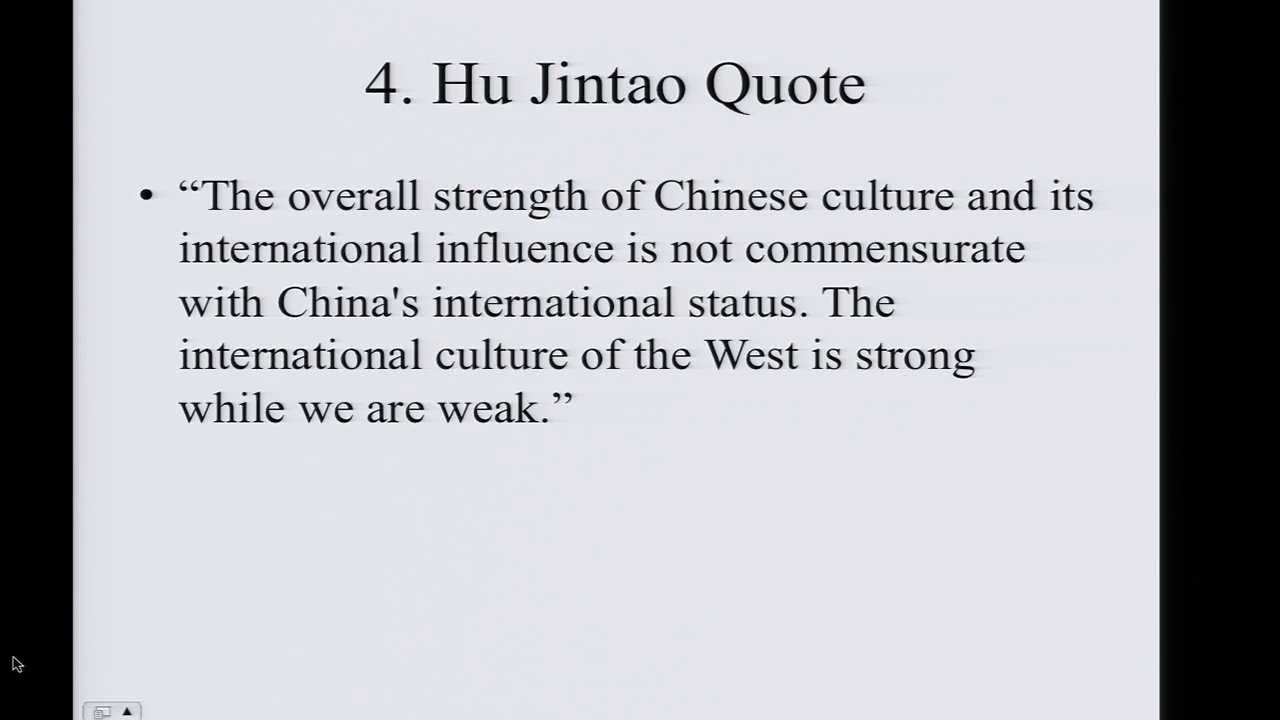 4. Hu Jintao Quote
• “The overall strength of Chinese culture and its
international influence is not commensurate
with China's international status. The
international culture of the West is strong
while we are weak.”